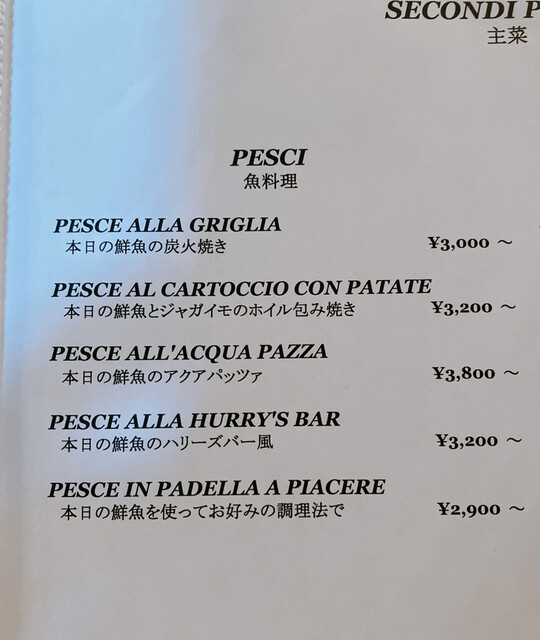 SECONDI P
主菜
PESCI
魚料理
PESCE ALLA GRIGLIA
本日の鮮魚の炭火焼き ¥3,000 ～
PESCE AL CARTOCCIO CON PATATE
本日の鮮魚とジャガイモのホイル包み焼き ¥3,200 ～
PESCE ALL'ACQUA PAZZA
本日の鮮魚のアクアパッツァ ¥3,800 ～
PESCE ALLA HURRY'S BAR
本日の鮮魚のハリーズバー風 ¥3,200 ～
PESCE IN PADELLA A PIACERE
本日の鮮魚を使ってお好みの調理法で ¥2,900 ～